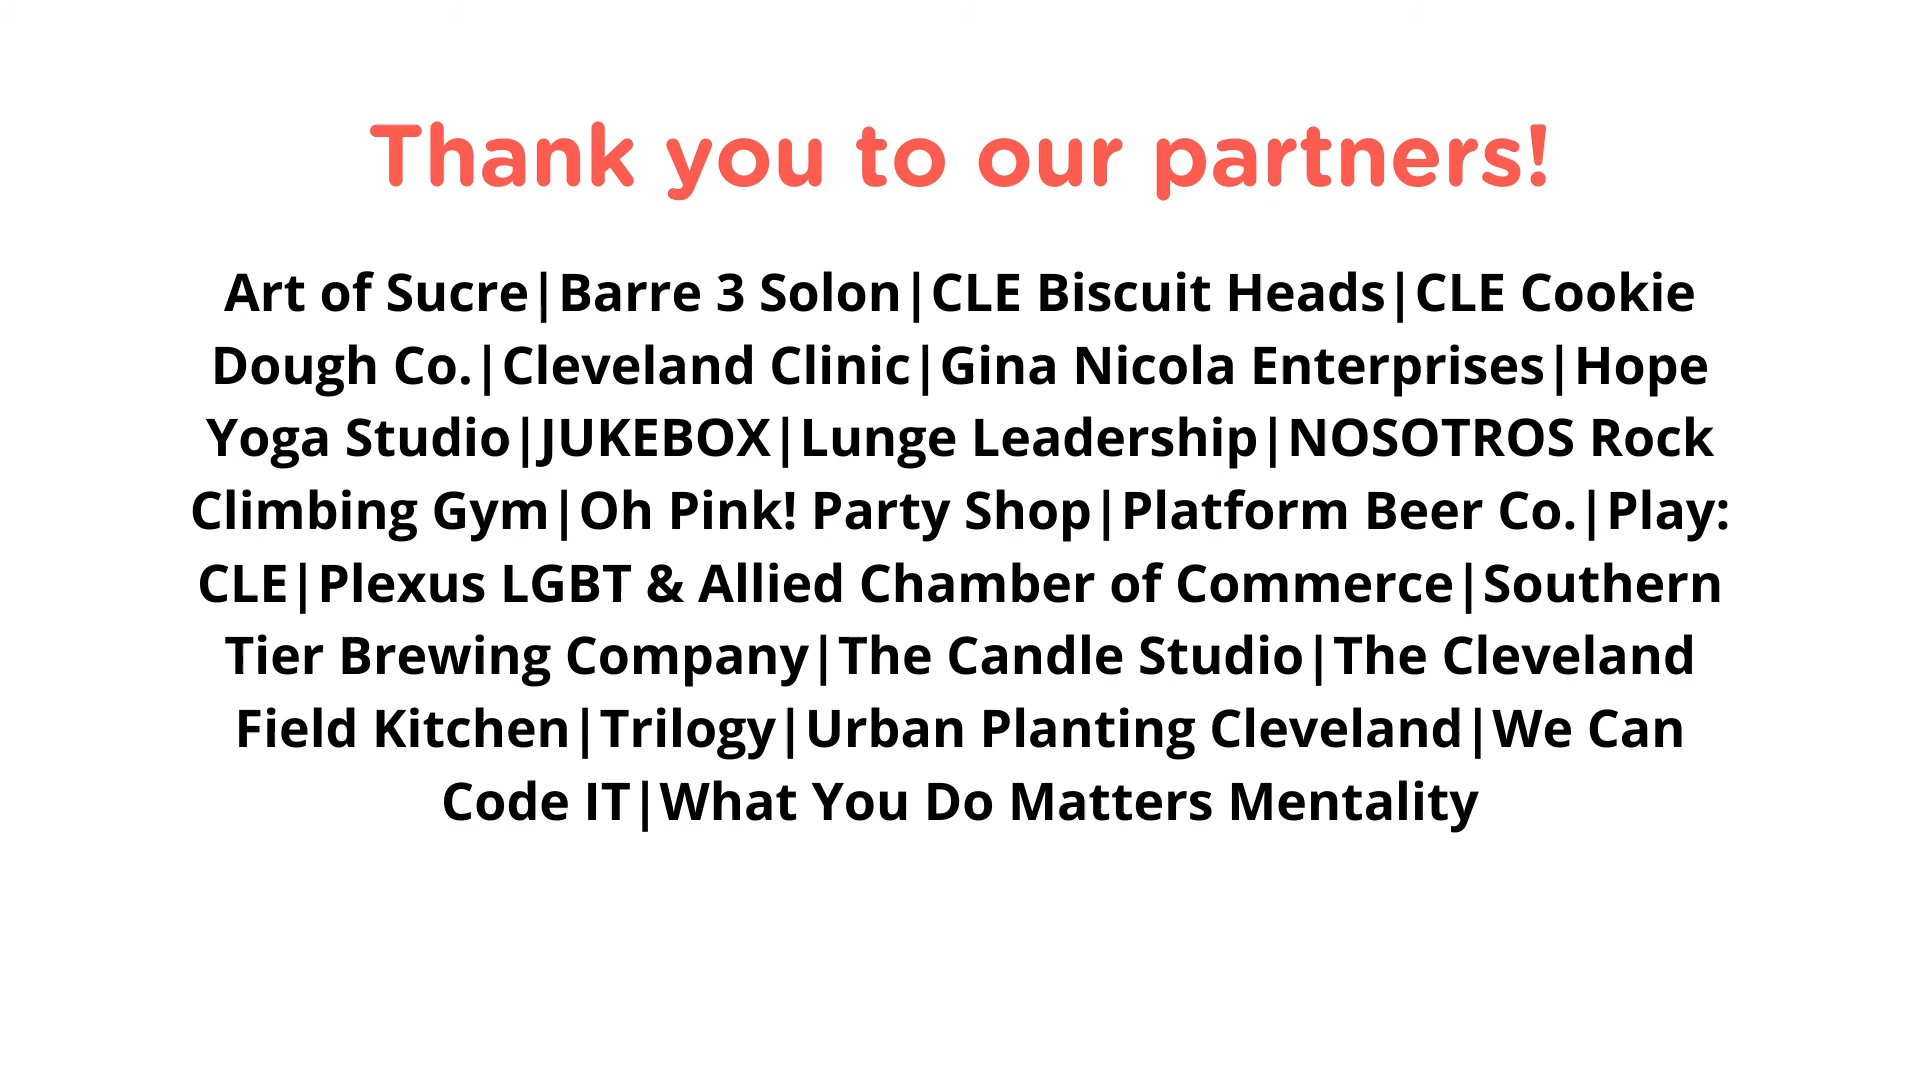 Thank you to our partners!
Art of Sucre|Barre 3 Solon|CLE Biscuit Heads|CLE Cookie
Dough Co.|Cleveland Clinic|Gina Nicola Enterprises|Hope
Yoga Studio|JUKEBOX|Lunge Leadership|NOSOTROS Rock
Climbing Gym|Oh Pink! Party Shop|Platform Beer Co.|Play:
CLE|Plexus LGBT & Allied Chamber of Commerce|Southern
Tier Brewing Company|The Candle Studio|The Cleveland
Field Kitchen|Trilogy|Urban Planting Cleveland|We Can
Code IT|What You Do Matters Mentality